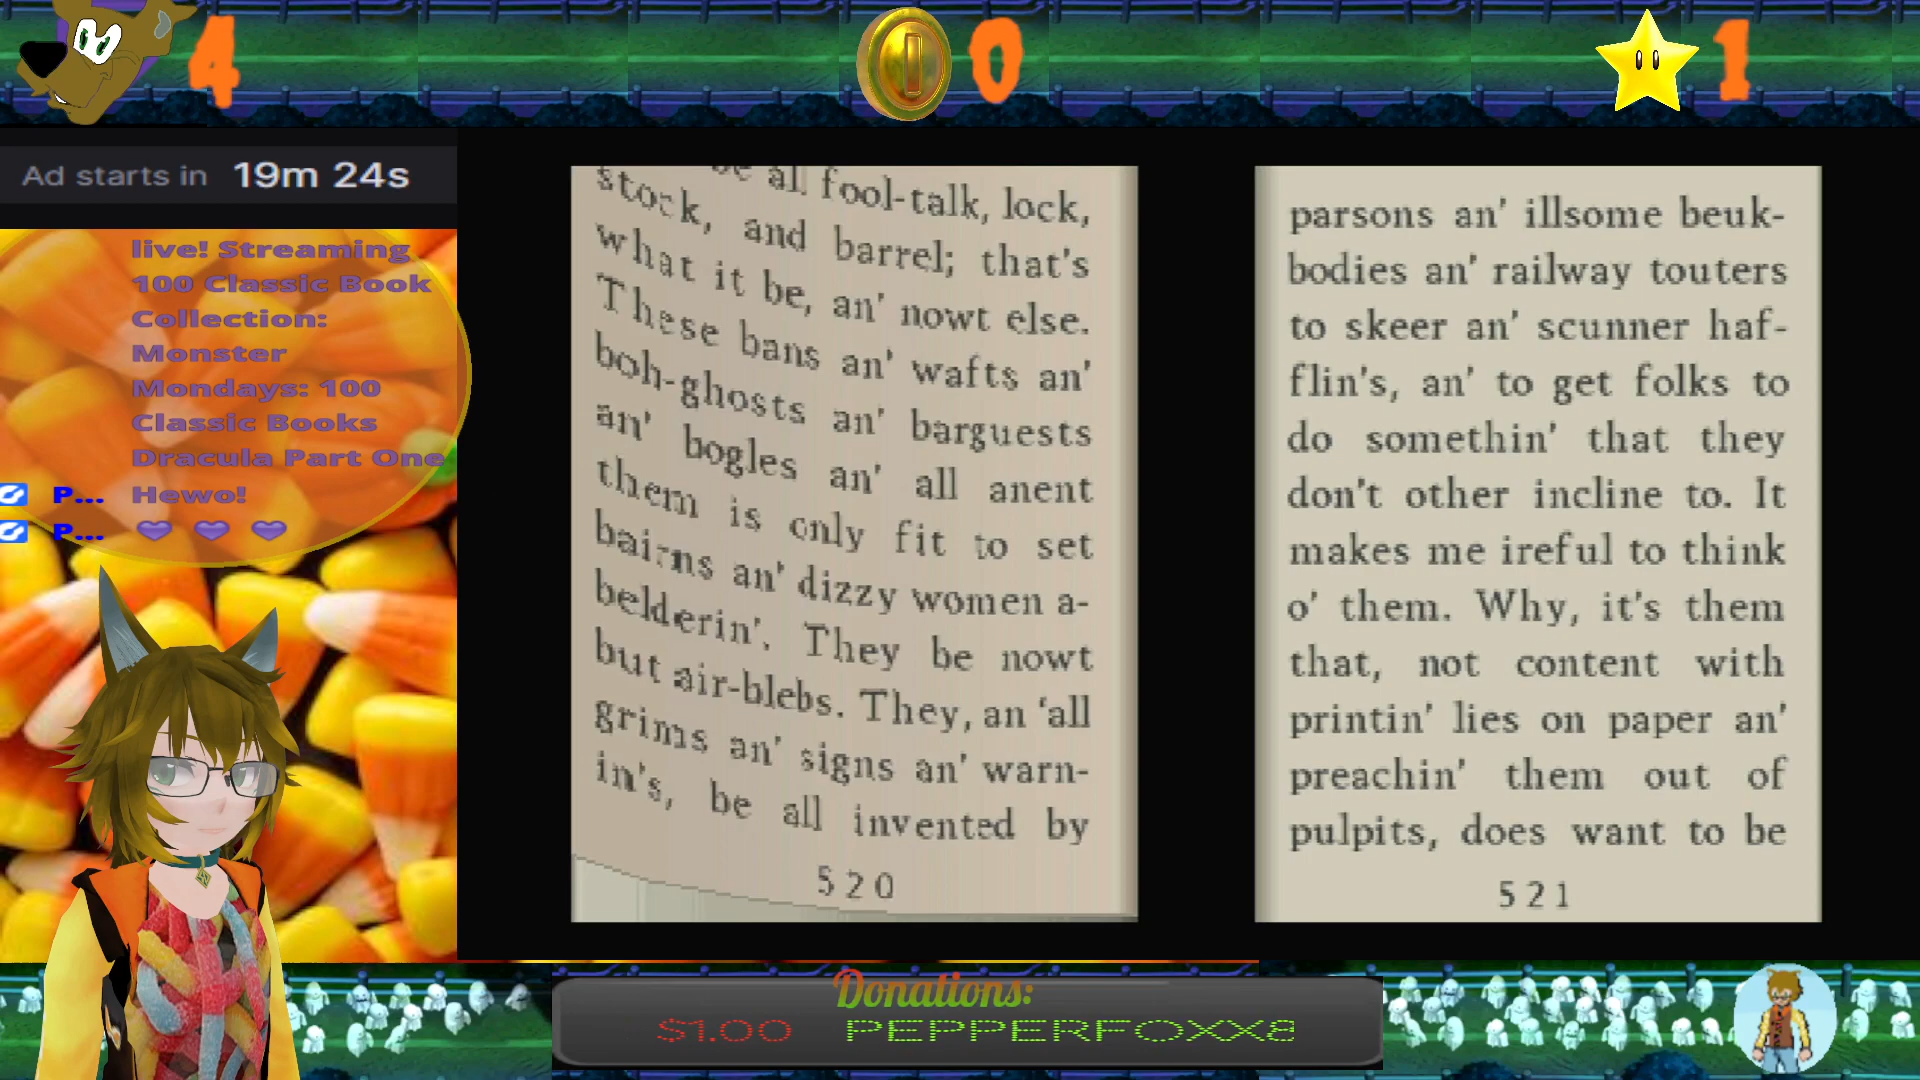 4
0
1
Ad starts in 19m 24s
live! Streaming
100 Classic Book
Collection:
Monster
Mondays: 100
Classic Books
Dracula Part One
P... Hewo!
P...
be all fool-talk, lock,
stock, and barrel; that's
what it be, an' nowt else.
These bans an' wafts an'
boh-ghosts an' barguests
an' bogles an' all anent
them is only fit to set
bairns an' dizzy women a-
belderin'. They be nowt
but air-blebs. They, an 'all
grims an' signs an' warn-
in's, be all invented by
520
parsons an' illsome beuk-
bodies an' railway touters
to skeer an' scunner haf-
flin's, an' to get folks to
do somethin' that they
don't other incline to. It
makes me ireful to think
o' them. Why, it's them
that, not content with
printin' lies on paper an'
preachin' them out of
pulpits, does want to be
521
Donations:
$1.00 PEPPERFOXX8